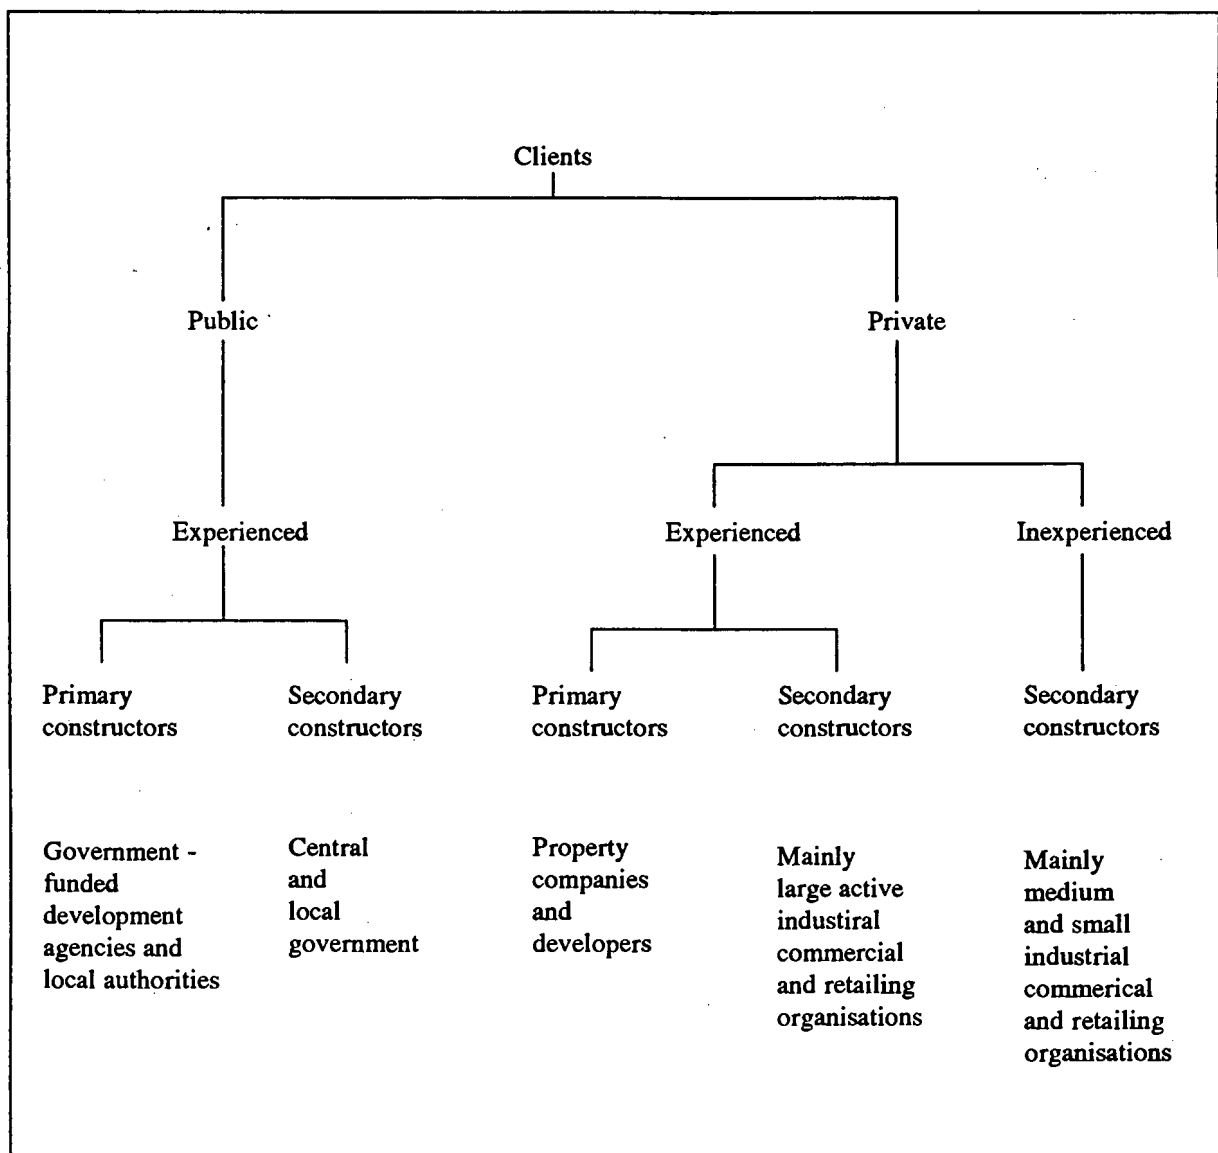 Clients
Public
Private
Experienced
Experienced
Inexperienced
Primary
constructors
Secondary
constructors
Primary
constructors
Secondary
constructors
Secondary
constructors
Government -
funded
development
agencies and
local authorities
Central
and
local
government
Property
companies
and
developers
Mainly
large active
industiral
commercial
and retailing
organisations
Mainly
medium
and small
industrial
commerical
and retailing
organisations